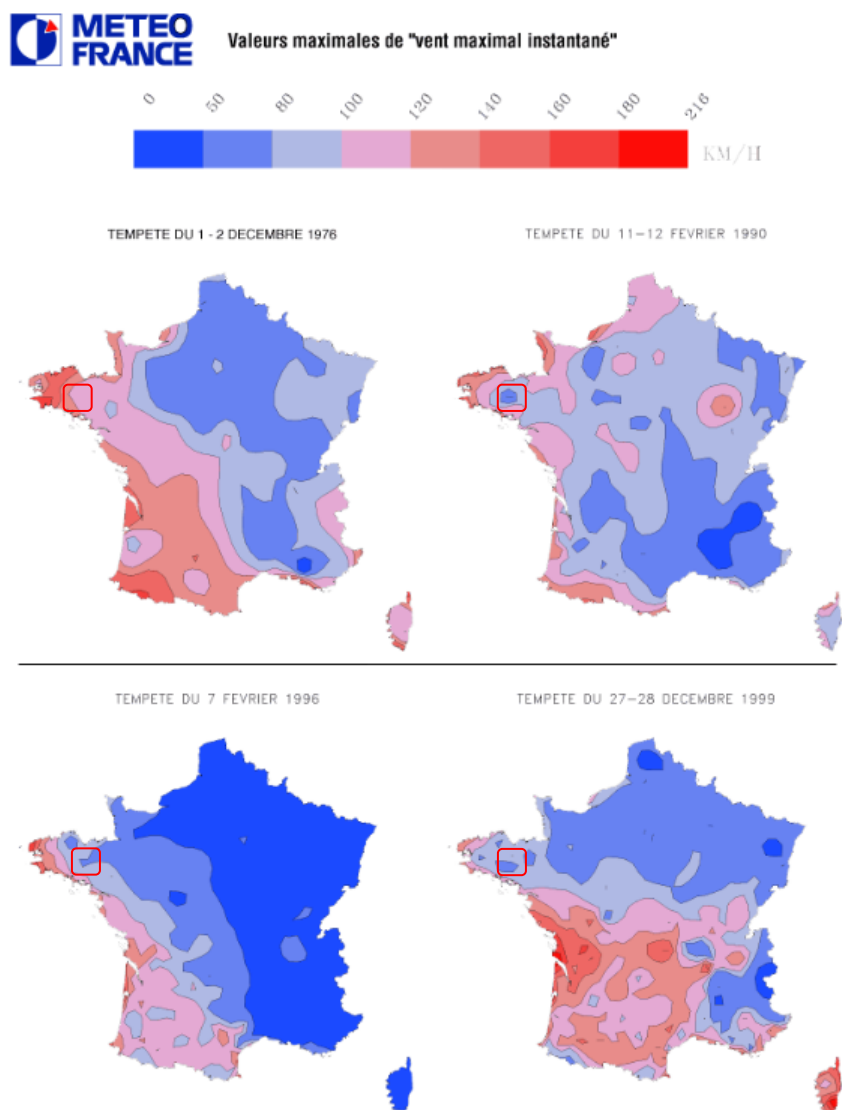 METEO
FRANCE
Valeurs maximales de "vent maximal instantané"
0 50 80 100 120 140 160 180 216
KM/H
TEMPETE DU 1 - 2 DECEMBRE 1976
TEMPETE DU 11-12 FEVRIER 1990
TEMPETE DU 7 FEVRIER 1996
TEMPETE DU 27-28 DECEMBRE 1999